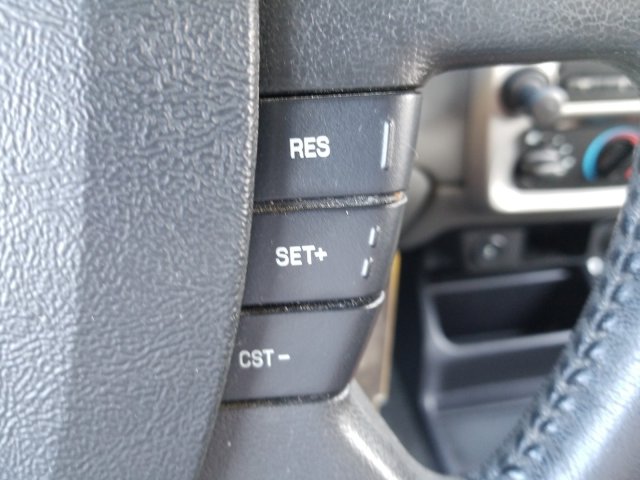 RES
SET+
CST-